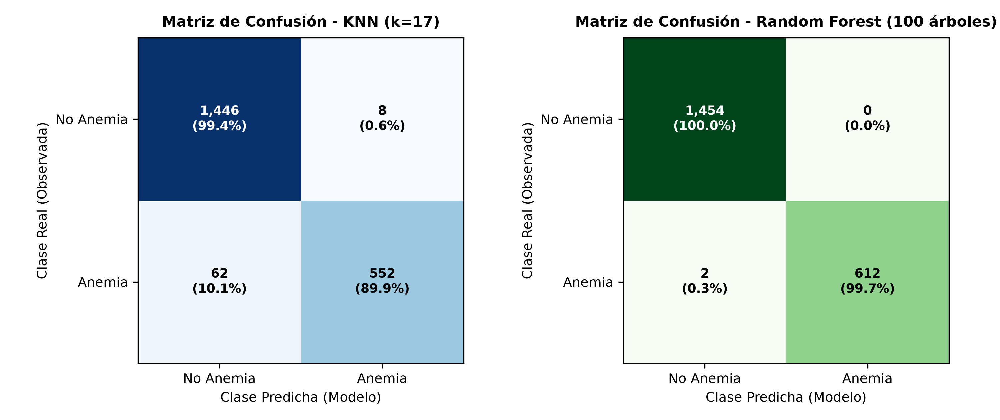 Matriz de Confusión - KNN (k=17)
Clase Real (Observada)
No Anemia
1,446
(99.4%)
8
(0.6%)
Anemia
62
(10.1%)
552
(89.9%)
No Anemia
Anemia
Clase Predicha (Modelo)
Matriz de Confusión - Random Forest (100 árboles)
Clase Real (Observada)
No Anemia
1,454
(100.0%)
0
(0.0%)
Anemia
2
(0.3%)
612
(99.7%)
No Anemia
Anemia
Clase Predicha (Modelo)